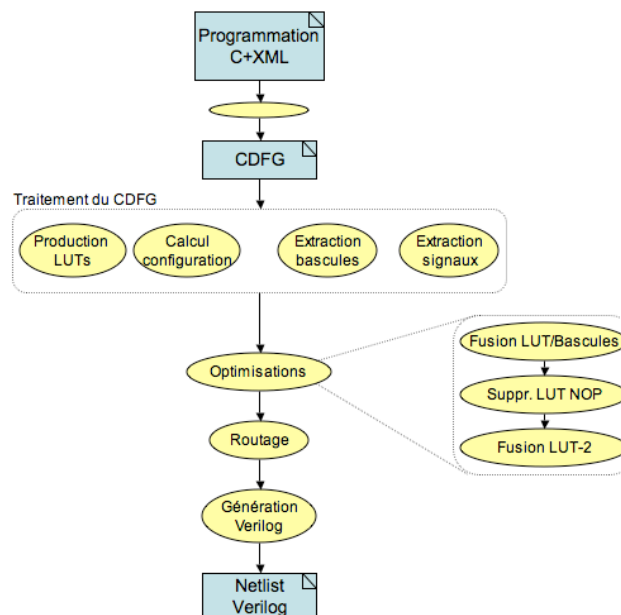 Programmation
C+XML
CDFG
Traitement du CDFG
Production
LUTs
Calcul
configuration
Extraction
bascules
Extraction
signaux
Optimisations
Fusion LUT/Bascules
Suppr. LUT NOP
Fusion LUT-2
Routage
Génération
Verilog
Netlist
Verilog